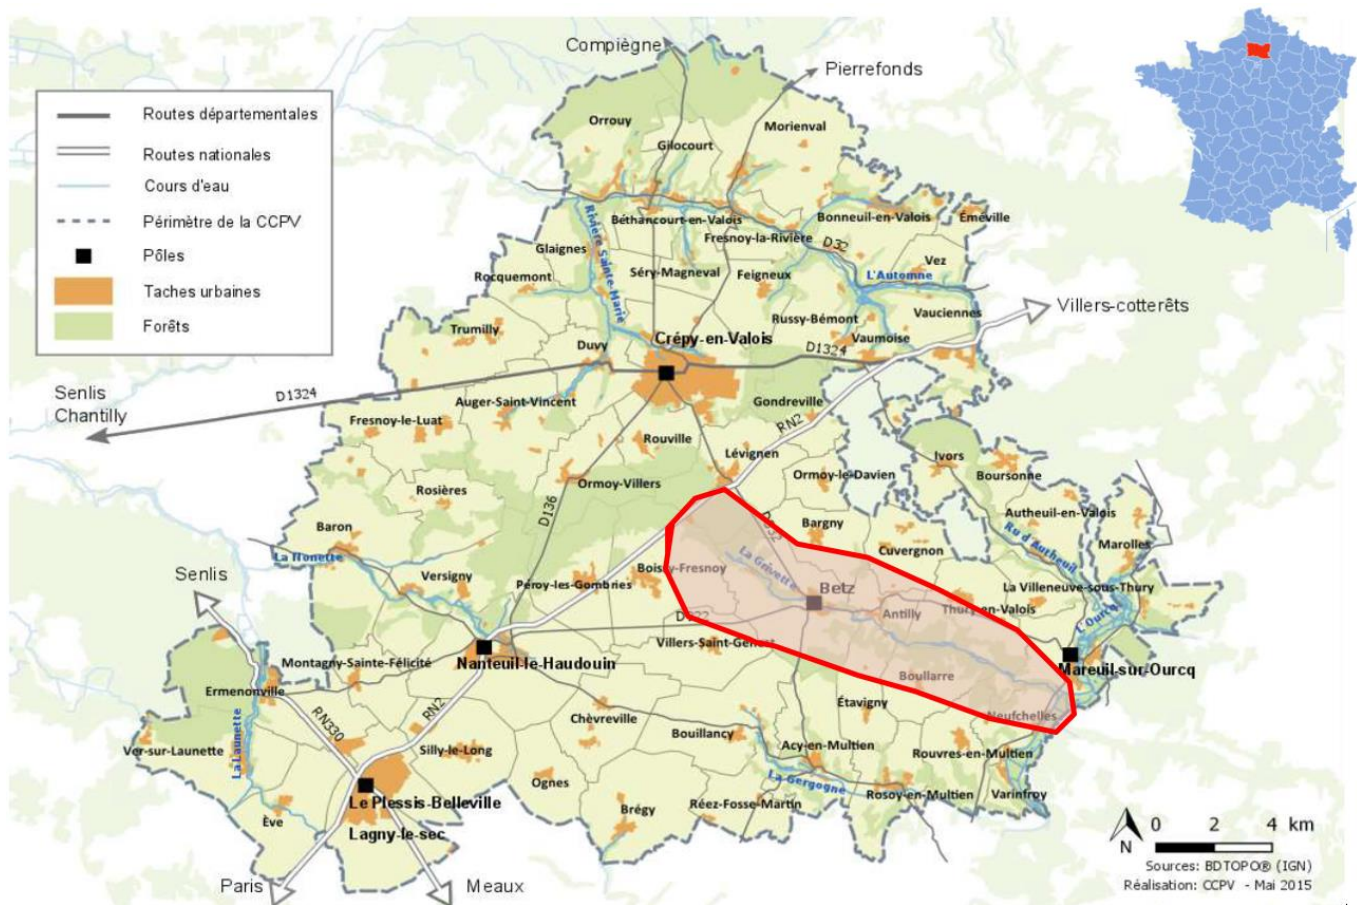 Compiègne
Pierrefonds
Routes départementales
Routes nationales
Cours d'eau
Périmètre de la CCPV
Pôles
Taches urbaines
Forêts
Orrouy
Morienval
Gilocourt
Béthancourt-en-Valois
Bonneuil-en-Valois
Éméville
Rivière Sainte-Marie
Fresnoy-la-Rivière
D32
Glaignes
Vez
Séry-Magneval
Feigneux
L'Automne
Rocquemont
Villers-cotterêts
Vauciennes
Russy-Bémont
Trumilly
Crépy-en-Valois
Vaumoise
Duvy
D1324
Senlis
Chantilly
D1324
Auger-Saint-Vincent
Gondreville
Fresnoy-le-Luat
RN2
Rouville
Lévignen
Ivors
Ormoy-le-Davien
Boursonne
Ormoy-Villers
Rosières
D136
Autheuil-en-Valois
Baron
Bargny
Ru d'Autheuil
Marolles
Cuvergnon
La Nonette
La Grivette
Senlis
Versigny
Péroy-les-Gombries
Boissy-Fresnoy
Betz
La Villeneuve-sous-Thury
Thury-en-Valois
Antilly
L'Ourcq
Villers-Saint-Genest
Montagny-Sainte-Félicité
Nanteuil-le-Haudouin
Mareuil-sur-Ourcq
Boullarre
Ermenonville
Étavigny
RN2
RN330
Chèvreville
Neufchelles
Bouillancy
Ver-sur-Launette
La Launette
Silly-le-Long
Acy-en-Multien
Rouvres-en-Multien
Ognes
La Gergogne
Le Plessis-Belleville
Rosoy-en-Multien
Varinfroy
Réez-Fosse-Martin
Brégy
Ève
Lagny-le-sec
Paris
Meaux
N
0 2 4 km
Sources: BDTOPO® (IGN)
Réalisation: CCPV - Mai 2015